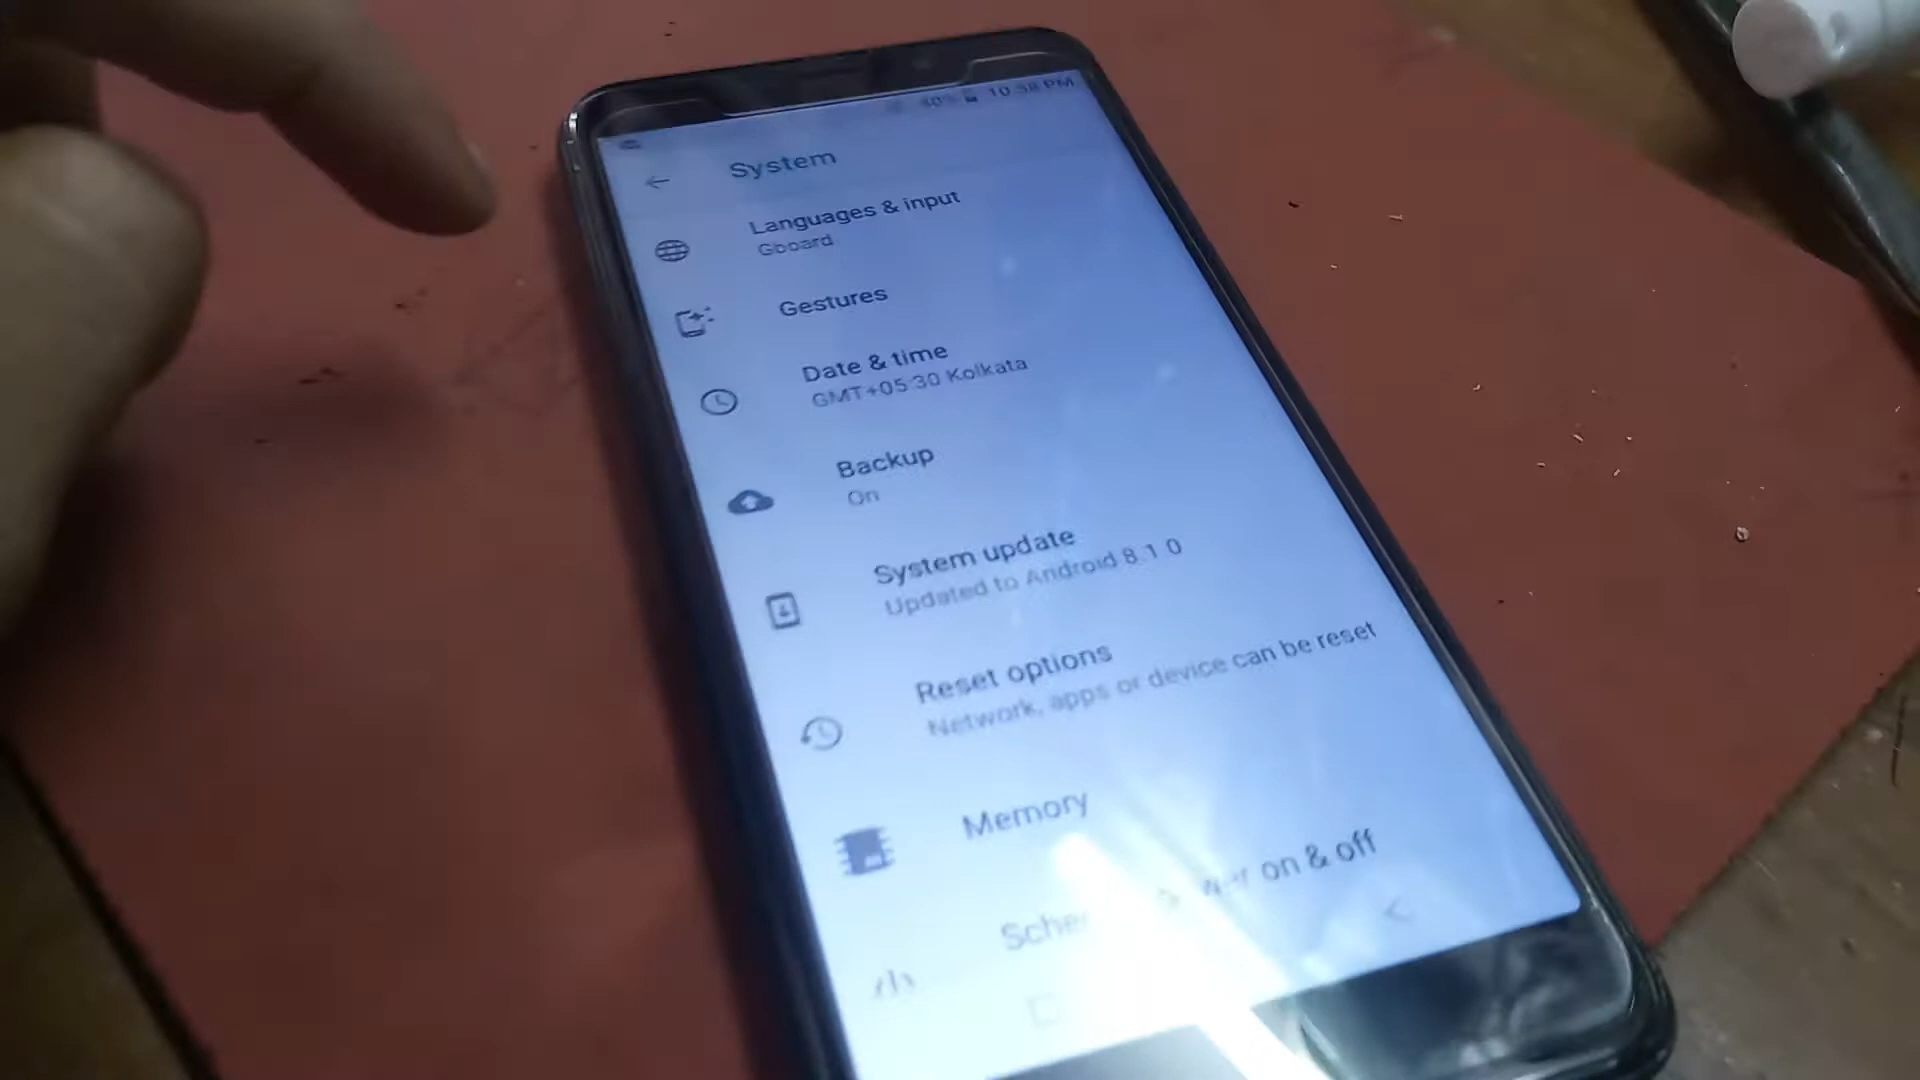 40% 10:58 PM
System
Languages & input
Gboard
Gestures
Date & time
GMT+05:30 Kolkata
Backup
On
System update
Updated to Android 8.1.0
Reset options
Network, apps or device can be reset
Memory
on & off